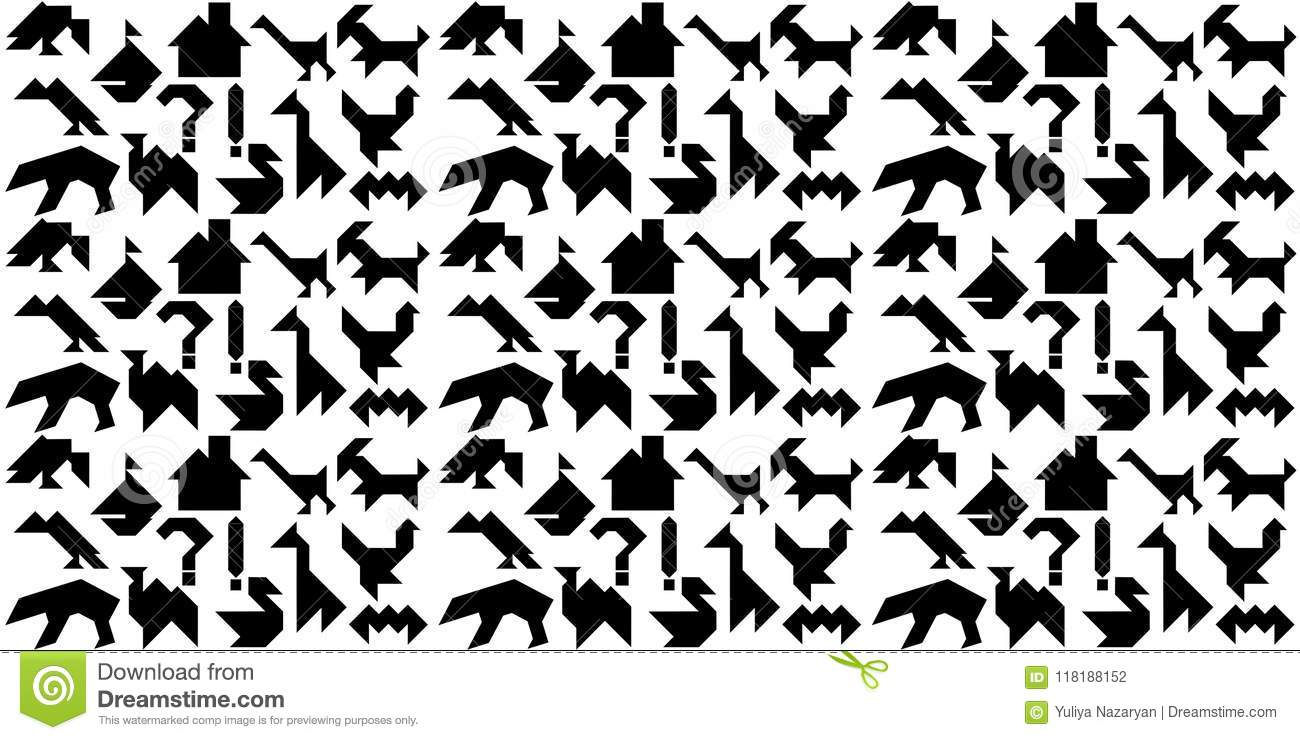 ? ! ? ! ? !
? ! ? ! ? !
? ! ? ! ? !
Download from
Dreamstime.com
This watermarked comp image is for previewing purposes only.
ID 118188152
© Yuliya Nazaryan | Dreamstime.com